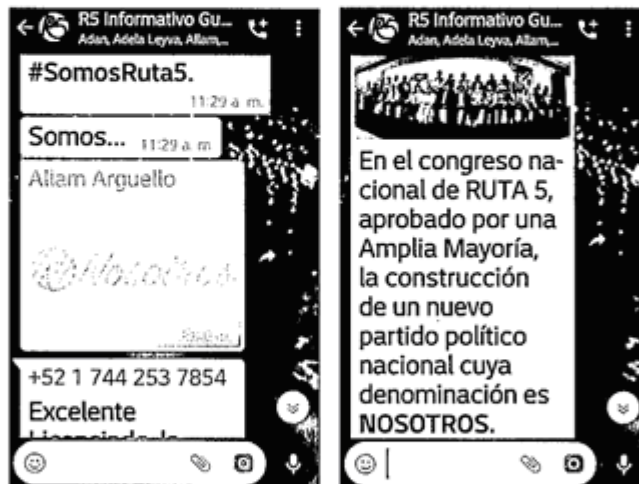 R5 Informativo Gu...
Adan, Adela Leyva, Allam,...
#SomosRuta5.
11:29 a. m.
Somos... 11:29 a. m.
Allam Arguello
Nosotros
+52 1 744 253 7854
Excelente
R5 Informativo Gu...
Adan, Adela Leyva, Allam,...
En el congreso na-
cional de RUTA 5,
aprobado por una
Amplia Mayoría,
la construcción
de un nuevo
partido político
nacional cuya
denominación es
NOSOTROS.